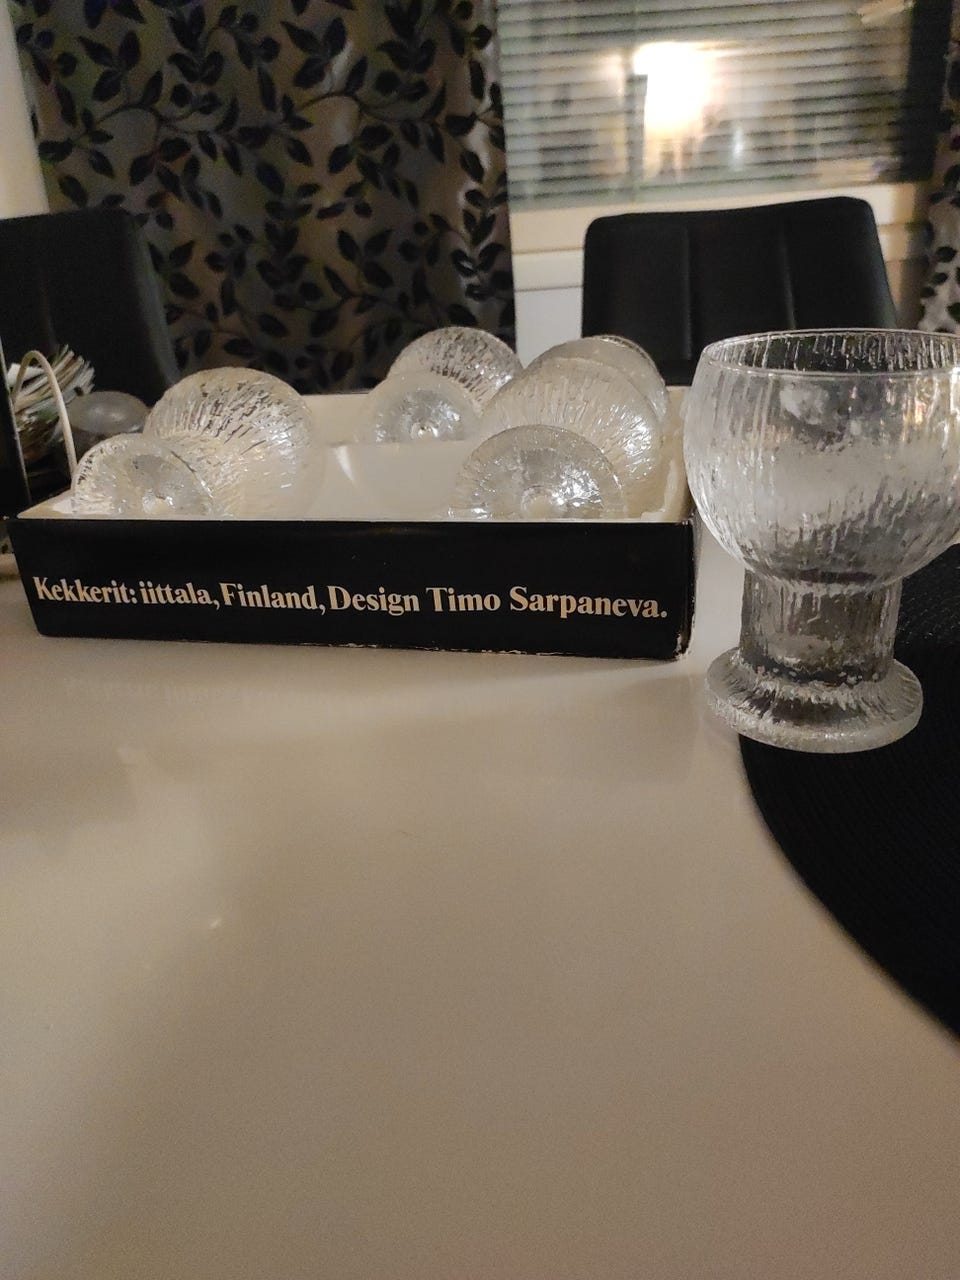 Kekkerit: iittala, Finland, Design Timo Sarpaneva.